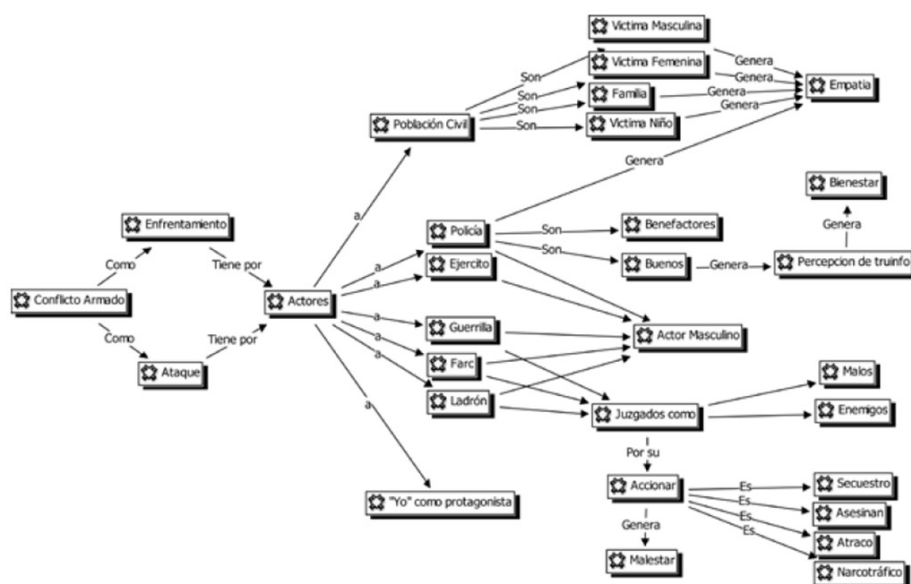 Victima Masculina
Genera
Son
Victima Femenina
Genera
Empatia
Son
Familia
Genera
Son
Población Civil
Son
Victima Niño
Genera
Genera
Bienestar
a
Enfrentamiento
Policía
Son
Benefactores
Genera
Como
Tiene por
a
Ejercito
Son
Buenos
Genera
Percepcion de truinfo
a
Conflicto Armado
Actores
a
Guerrilla
Actor Masculino
Como
Tiene por
a
Ataque
a
Farc
Malos
Ladrón
a
Juzgados como
Enemigos
Por su
"Yo" como protagonista
Accionar
Es
Secuestro
Es
Asesinan
Es
Genera
Es
Atraco
Malestar
Narcotráfico